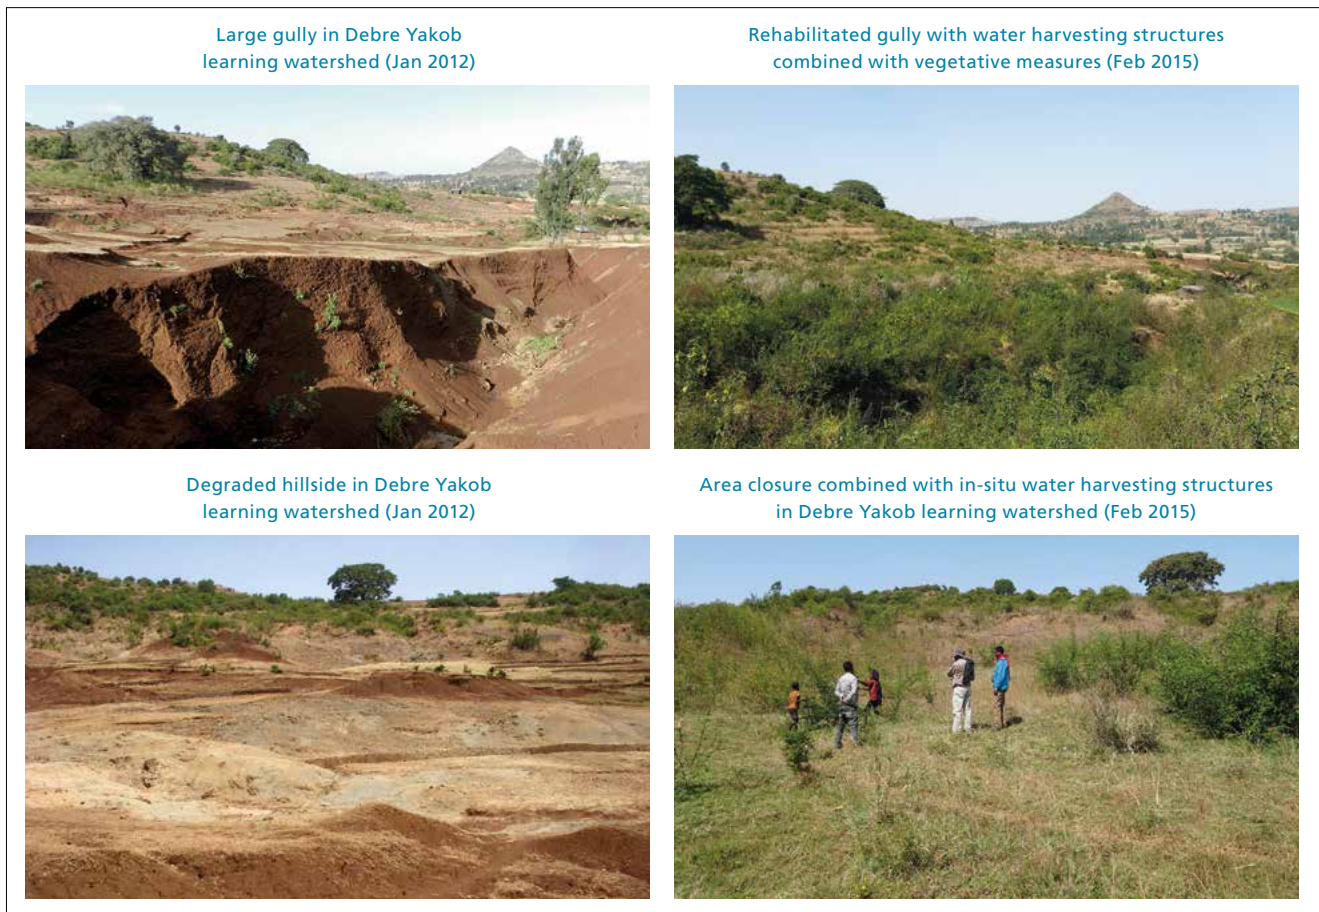 Large gully in Debre Yakob
learning watershed (Jan 2012)
Rehabilitated gully with water harvesting structures
combined with vegetative measures (Feb 2015)
Degraded hillside in Debre Yakob
learning watershed (Jan 2012)
Area closure combined with in-situ water harvesting structures
in Debre Yakob learning watershed (Feb 2015)